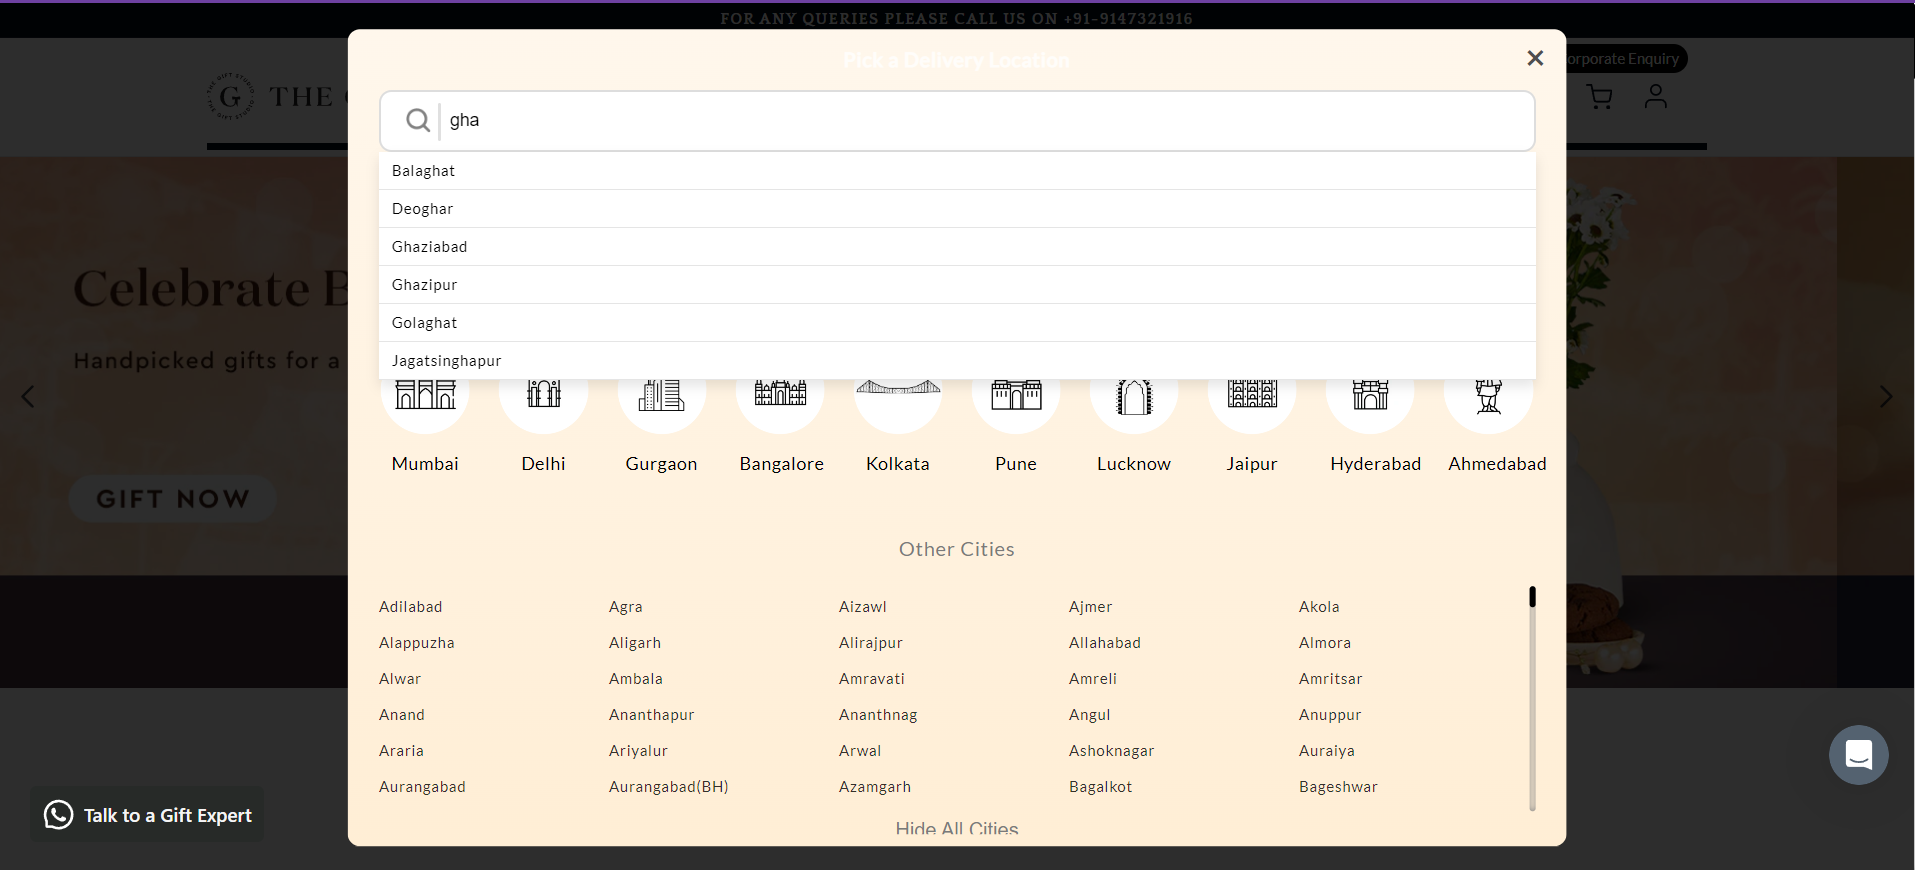 FOR ANY QUERIES PLEASE CALL US ON +91-9147321916
Pick a Delivery Location
orporate Enquiry
THE GIFT STUDIO
G THE
gha
Balaghat
Deoghar
Ghaziabad
Ghazipur
Golaghat
Jagatsinghapur
Celebrate B
Handpicked gifts for a
GIFT NOW
Mumbai Delhi Gurgaon Bangalore Kolkata Pune Lucknow Jaipur Hyderabad Ahmedabad
Other Cities
Adilabad Agra Aizawl Ajmer Akola
Alappuzha Aligarh Alirajpur Allahabad Almora
Alwar Ambala Amravati Amreli Amritsar
Anand Ananthapur Ananthnag Angul Anuppur
Araria Ariyalur Arwal Ashoknagar Auraiya
Aurangabad Aurangabad(BH) Azamgarh Bagalkot Bageshwar
Hide All Cities
Talk to a Gift Expert